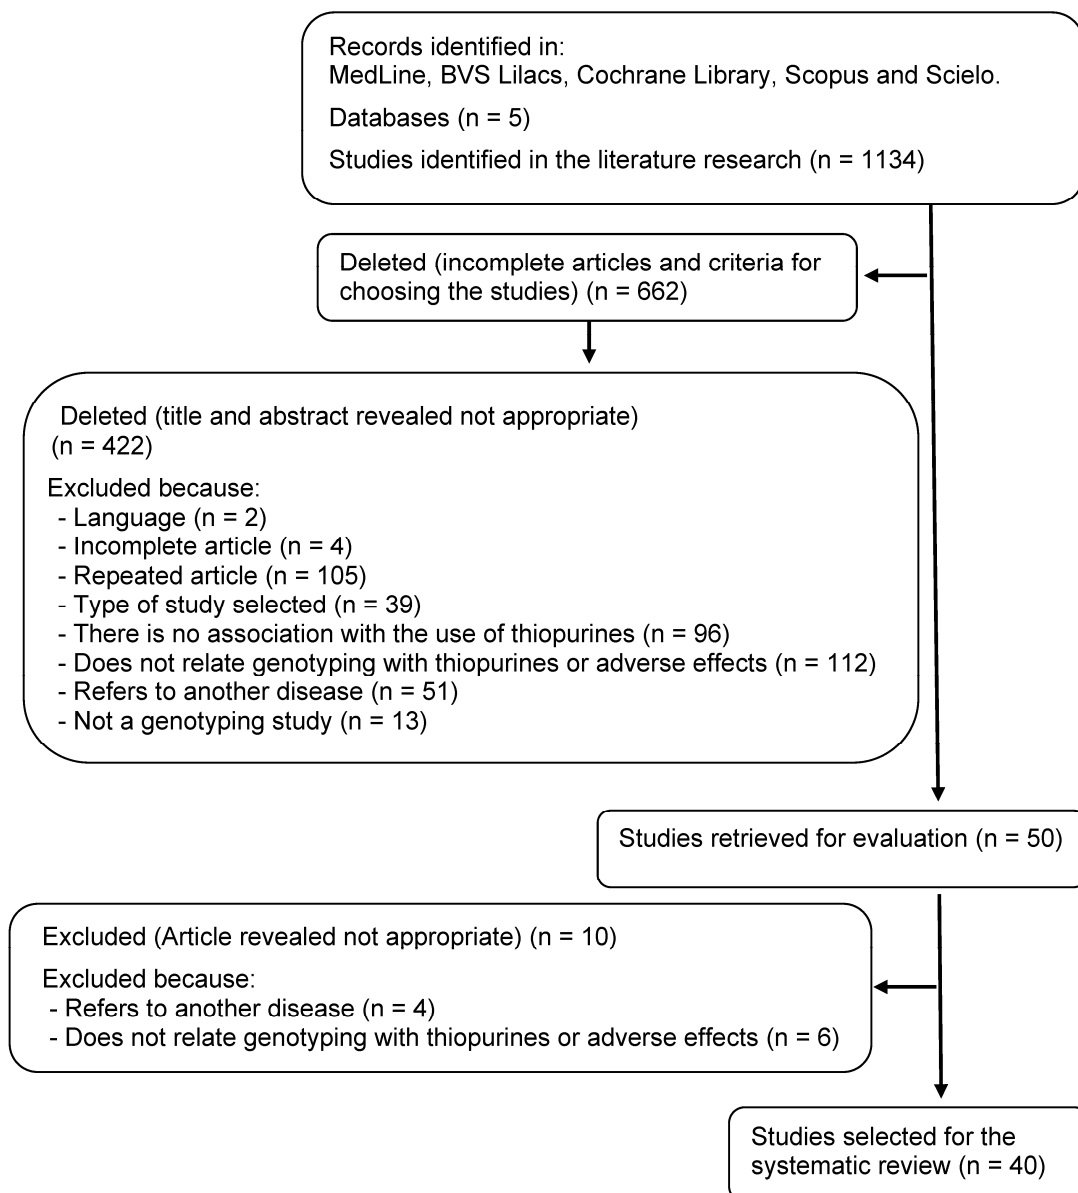 Records identified in:
MedLine, BVS Lilacs, Cochrane Library, Scopus and Scielo.
Databases (n = 5)
Studies identified in the literature research (n = 1134)
Deleted (incomplete articles and criteria for
choosing the studies) (n = 662)
Deleted (title and abstract revealed not appropriate)
(n = 422)
Excluded because:
- Language (n = 2)
- Incomplete article (n = 4)
- Repeated article (n = 105)
- Type of study selected (n = 39)
- There is no association with the use of thiopurines (n = 96)
- Does not relate genotyping with thiopurines or adverse effects (n = 112)
- Refers to another disease (n = 51)
- Not a genotyping study (n = 13)
Studies retrieved for evaluation (n = 50)
Excluded (Article revealed not appropriate) (n = 10)
Excluded because:
- Refers to another disease (n = 4)
- Does not relate genotyping with thiopurines or adverse effects (n = 6)
Studies selected for the
systematic review (n = 40)